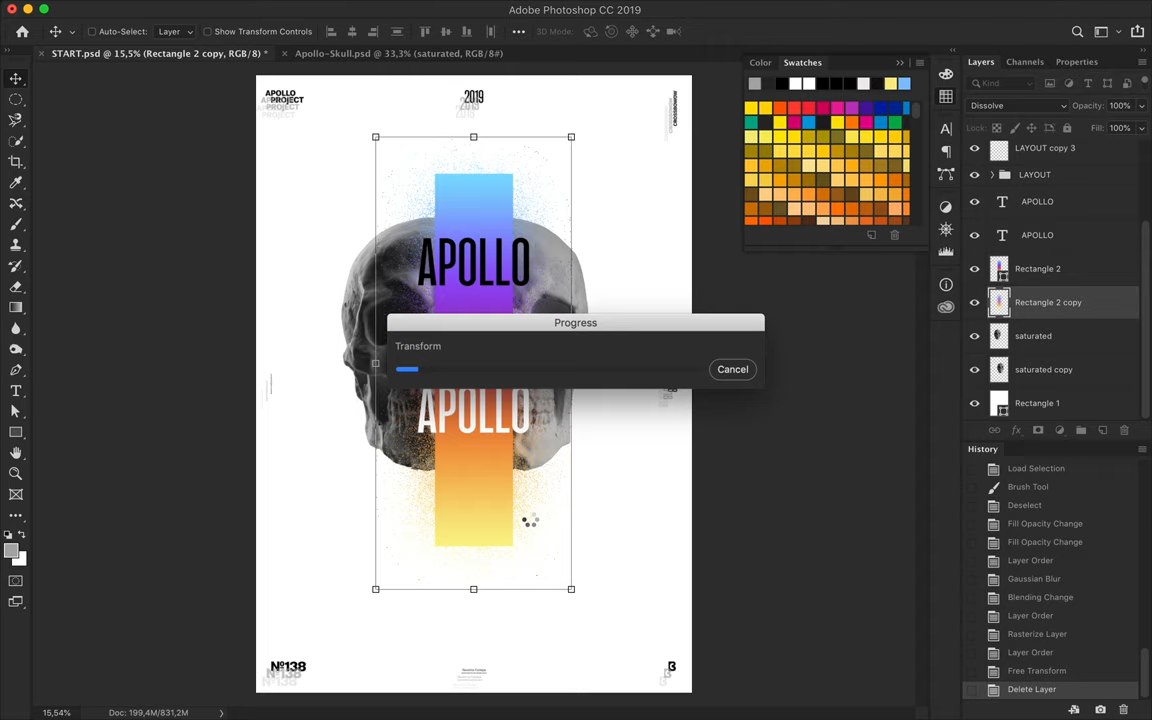 Adobe Photoshop CC 2019
Auto-Select:
Layer
Show Transform Controls
3D Mode:
START.psd @ 15,5% (Rectangle 2 copy, RGB/8) *
Apollo-Skull.psd @ 33,3% (saturated, RGB/8#)
Color
Swatches
Layers
Channels
Properties
Kind
Dissolve
Opacity: 100%
Lock:
Fill: 100%
LAYOUT copy 3
LAYOUT
APOLLO
APOLLO
Rectangle 2
Rectangle 2 copy
saturated
saturated copy
Rectangle 1
History
Load Selection
Brush Tool
Deselect
Fill Opacity Change
Fill Opacity Change
Layer Order
Gaussian Blur
Blending Change
Layer Order
Rasterize Layer
Layer Order
Free Transform
Delete Layer
APOLLO
PROJECT
PROJECT
2019
CROSSBOWOW
APOLLO
Progress
Transform
Cancel
APOLLO
Nº138
Nº138
15,54%
Doc: 199,4M/831,2M